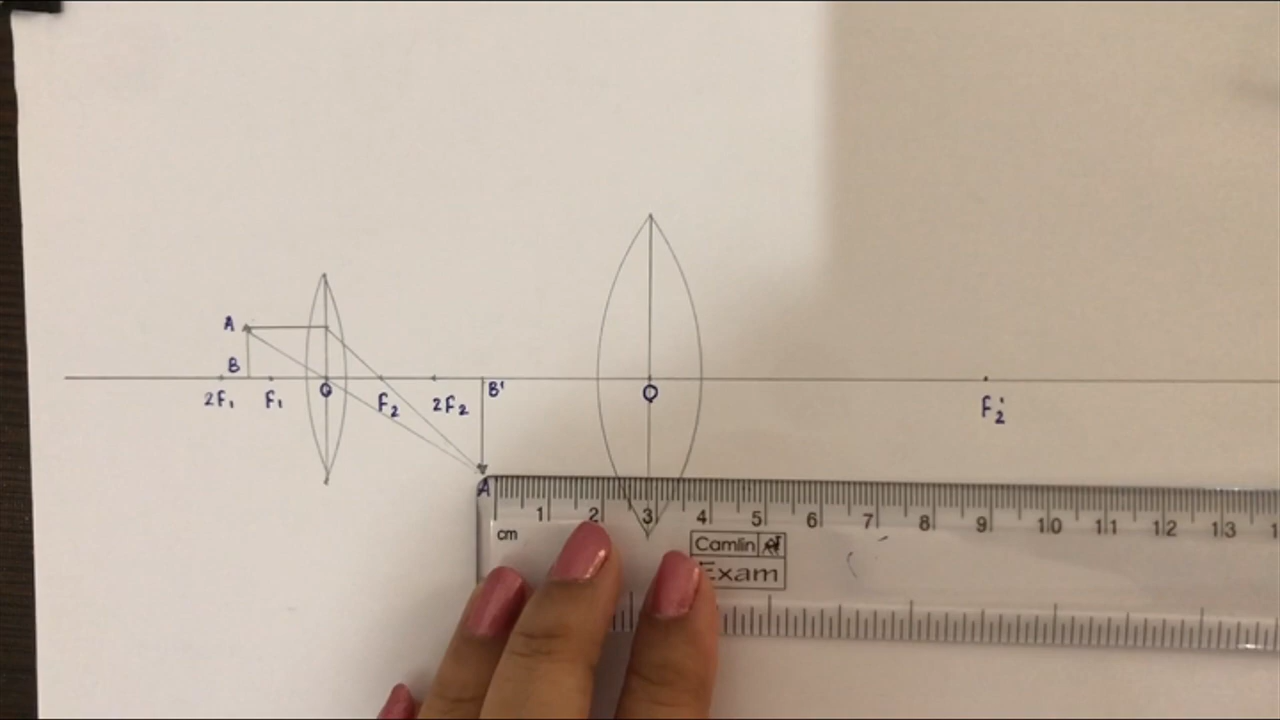 A
B
2F₁ F₁ O F₂ 2F₂ B' O F₂'
A
1 2 3 4 5 6 7 8 9 10 11 12 13
cm
Camlin
Exam